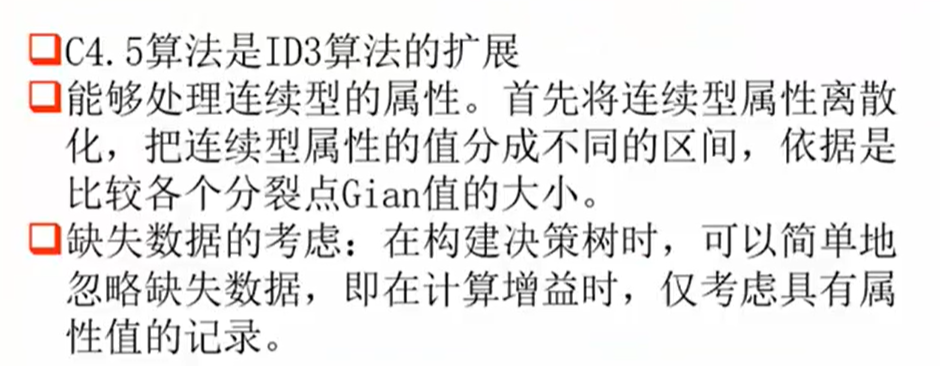 C4.5算法是ID3算法的扩展
能够处理连续型的属性。首先将连续型属性离散
化，把连续型属性的值分成不同的区间，依据是
比较各个分裂点Gian值的大小。
缺失数据的考虑：在构建决策树时，可以简单地
忽略缺失数据，即在计算增益时，仅考虑具有属
性值的记录。